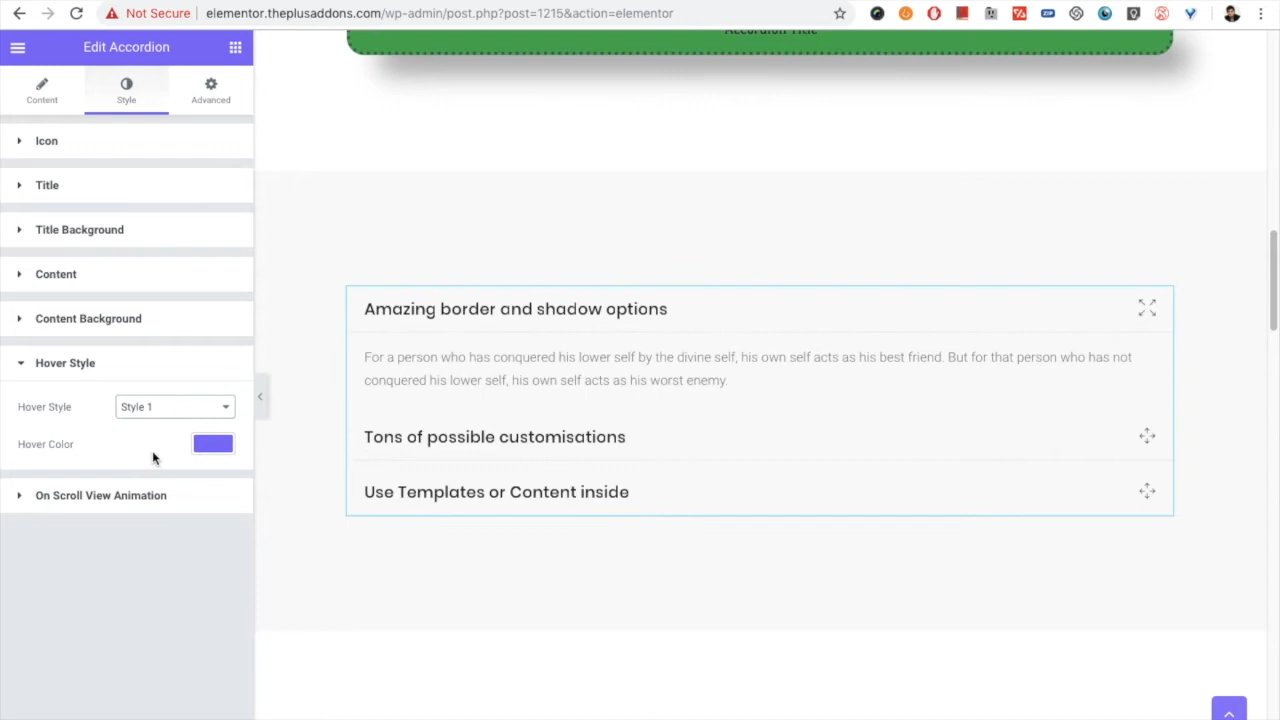 Not Secure
elementor.theplusaddons.com/wp-admin/post.php?post=1215&action=elementor
Edit Accordion
Content
Style
Advanced
Icon
Title
Title Background
Content
Content Background
Hover Style
Hover Style
Style 1
Hover Color
On Scroll View Animation
Accordion Title
Amazing border and shadow options
For a person who has conquered his lower self by the divine self, his own self acts as his best friend. But for that person who has not
conquered his lower self, his own self acts as his worst enemy.
Tons of possible customisations
Use Templates or Content inside